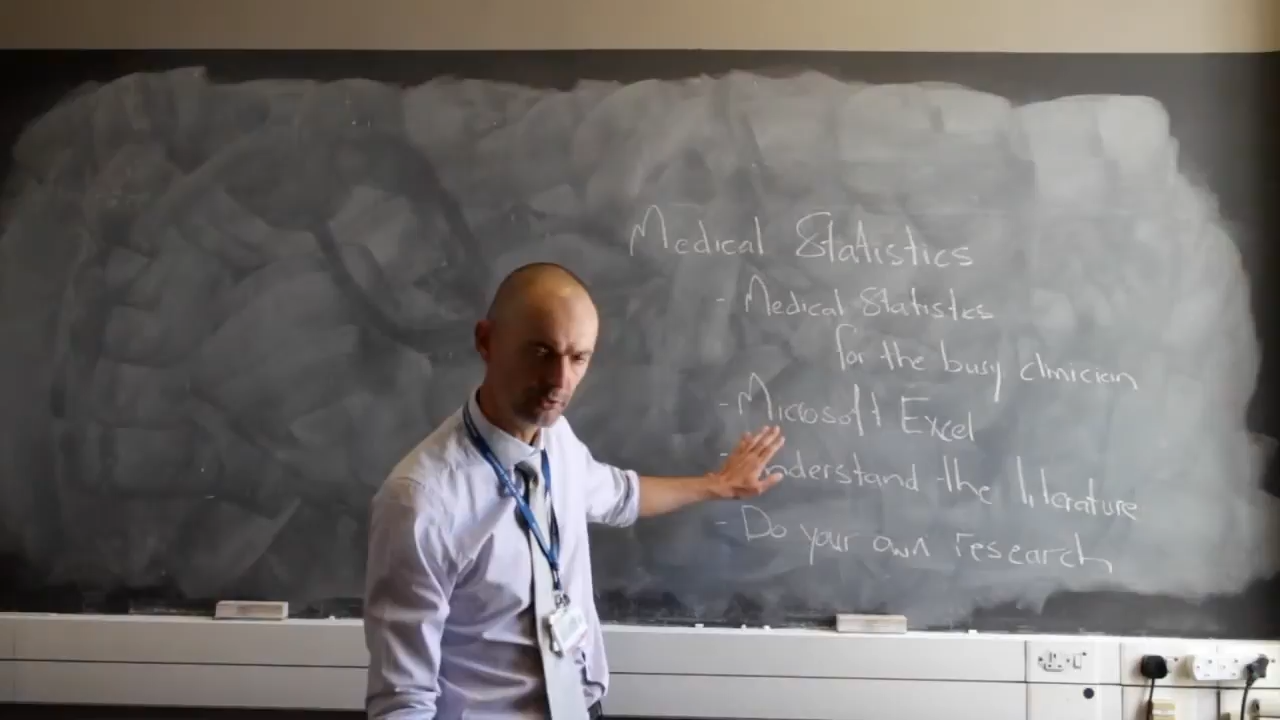 Medical Statistics
- Medical Statistics
for the busy clinician
- Microsoft Excel
- Understand the literature
- Do your own research